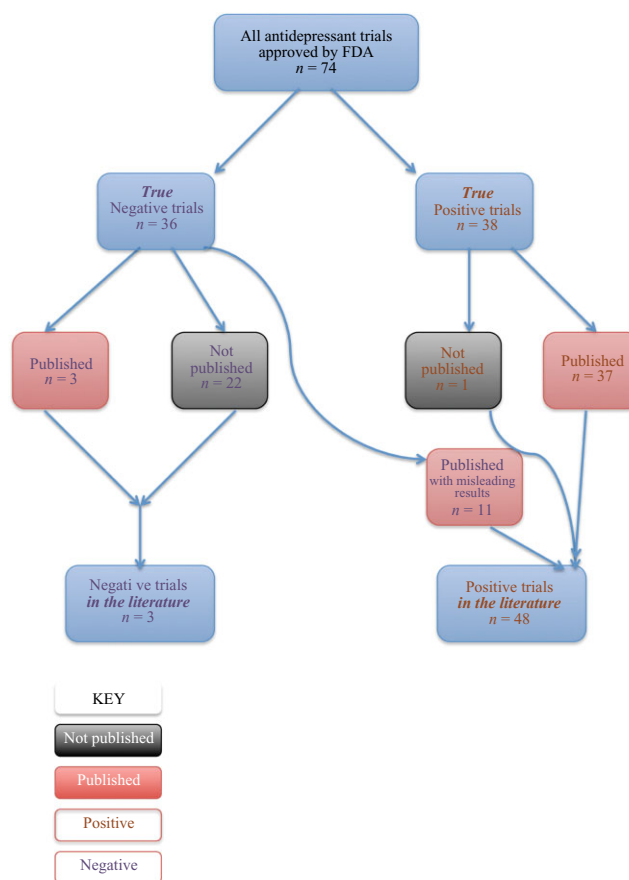 All antidepressant trials
approved by FDA
n = 74
True
Negative trials
n = 36
True
Positive trials
n = 38
Published
n = 3
Not
published
n = 22
Not
published
n = 1
Published
n = 37
Published
with misleading
results
n = 11
Negati ve trials
in the literature
n = 3
Positive trials
in the literature
n = 48
KEY
Not published
Published
Positive
Negative